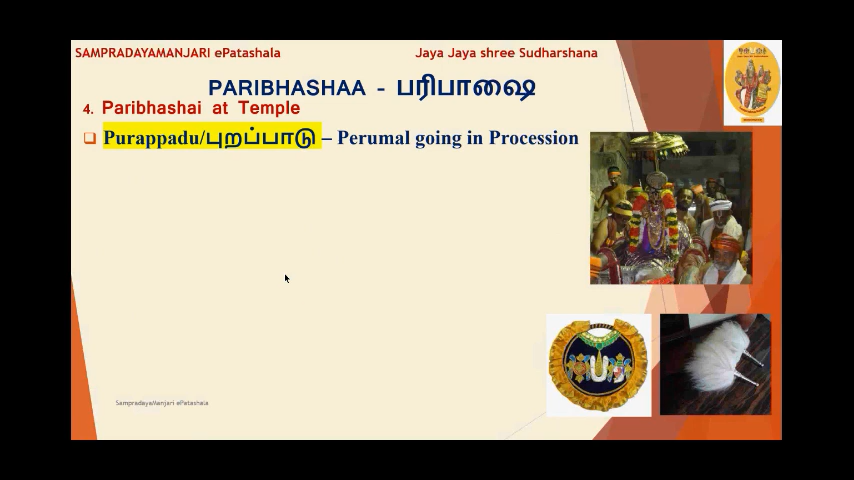 SAMPRADAYAMANJARI ePatashala
Jaya Jaya shree Sudharshana
PARIBHASHAA - பரிபாஷை
4. Paribhashai at Temple
Purappadu/புறப்பாடு – Perumal going in Procession
SampradayaManjari ePatashala